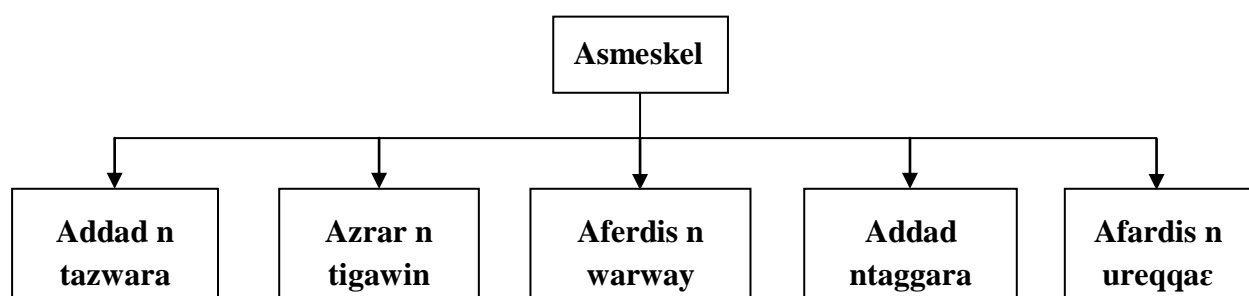 Asmeskel
Addad n
tazwara
Azrar n
tigawin
Aferdis n
warway
Addad
ntaggara
Afardis n
ureqqaɛ